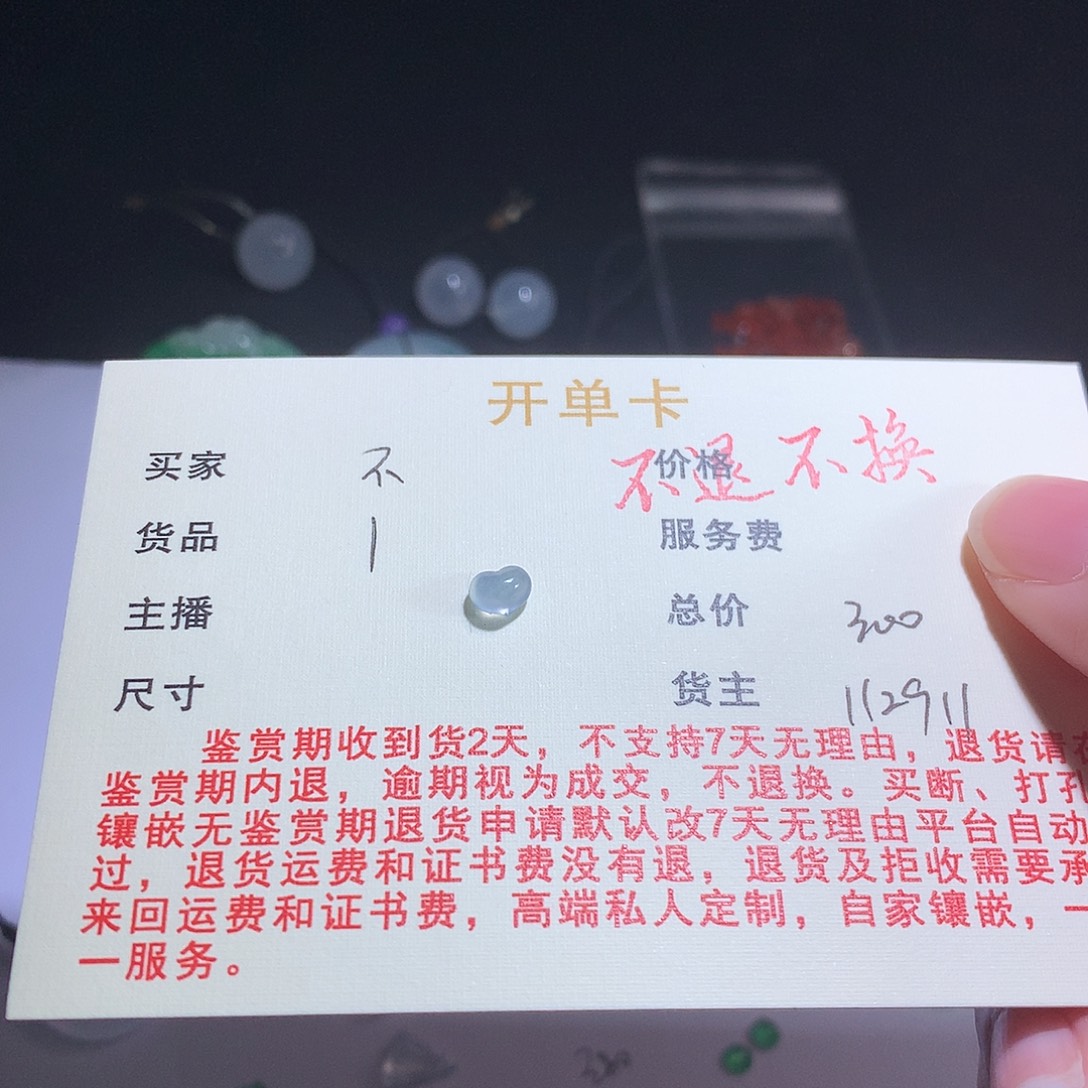 开单卡
买家 不 价格 不退不换
货品 1 服务费
主播 总价 300
尺寸 货主 112911
鉴赏期收到货2天，不支持7天无理由，退货请在
鉴赏期内退，逾期视为成交，不退换。买断、打孔
镶嵌无鉴赏期退货申请默认改7天无理由平台自动
过，退货运费和证书费没有退，退货及拒收需要承
来回运费和证书费，高端私人定制，自家镶嵌，一
一服务。